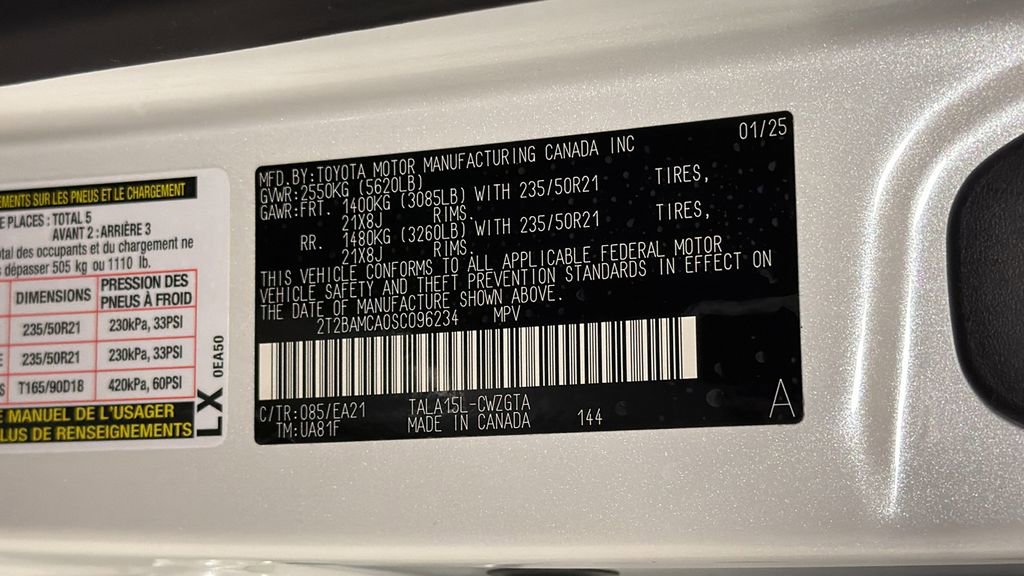 EMENTS SUR LES PNEUS ET LE CHARGEMENT
E PLACES : TOTAL 5
AVANT 2 : ARRIÈRE 3
tal des occupants et du chargement ne
s dépasser 505 kg ou 1110 lb.
DIMENSIONS PRESSION DES PNEUS À FROID
235/50R21 230kPa, 33PSI
E 235/50R21 230kPa, 33PSI
S T165/90D18 420kPa, 60PSI
E MANUEL DE L'USAGER
LUS DE RENSEIGNEMENTS
LX 0EA50
01/25
MFD.BY:TOYOTA MOTOR MANUFACTURING CANADA INC
GVWR:2550KG (5620LB)
GAWR:FRT. 1400KG (3085LB) WITH 235/50R21 TIRES,
21X8J RIMS.
RR. 1480KG (3260LB) WITH 235/50R21 TIRES,
21X8J RIMS.
THIS VEHICLE CONFORMS TO ALL APPLICABLE FEDERAL MOTOR
VEHICLE SAFETY AND THEFT PREVENTION STANDARDS IN EFFECT ON
THE DATE OF MANUFACTURE SHOWN ABOVE.
2T2BAMCA0SC096234 MPV
C/TR:085/EA21 TALA15L-CWZGTA
TM:UA81F MADE IN CANADA 144 A